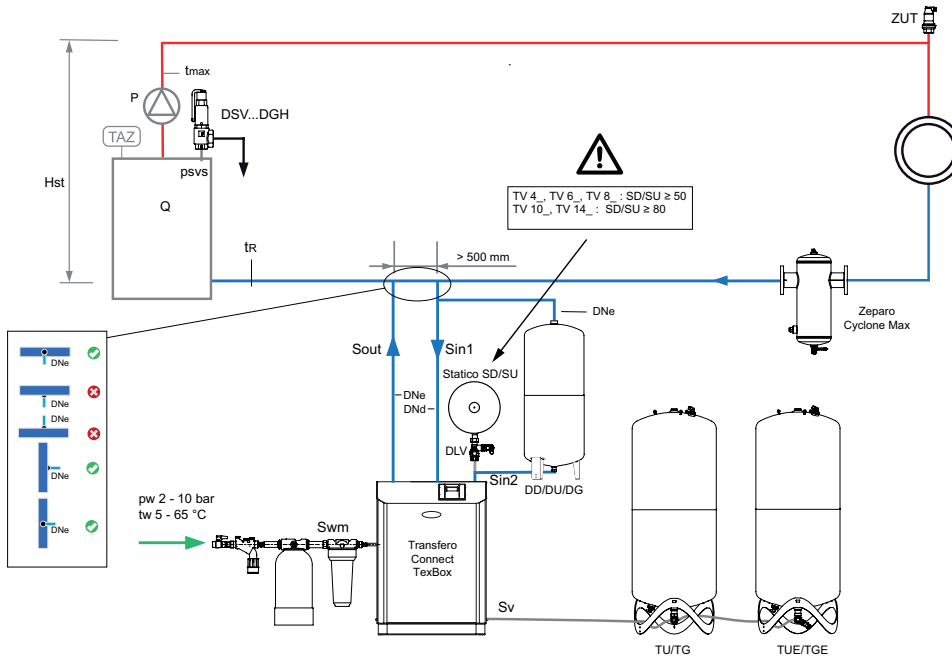 ZUT
tmax
P
DSV...DGH
TAZ
psvs
Hst
Q
TV 4_, TV 6_, TV 8_ : SD/SU ≥ 50
TV 10_, TV 14_ : SD/SU ≥ 80
tR
> 500 mm
DNe
Zeparo
Cyclone Max
Sout
Sin1
Statico SD/SU
DNe
DNd
DLV
Sin2
DD/DU/DG
DNe
DNe
DNe
DNe
DNe
pw 2 - 10 bar
tw 5 - 65 °C
Swm
Transfero
Connect
TexBox
Sv
TU/TG
TUE/TGE